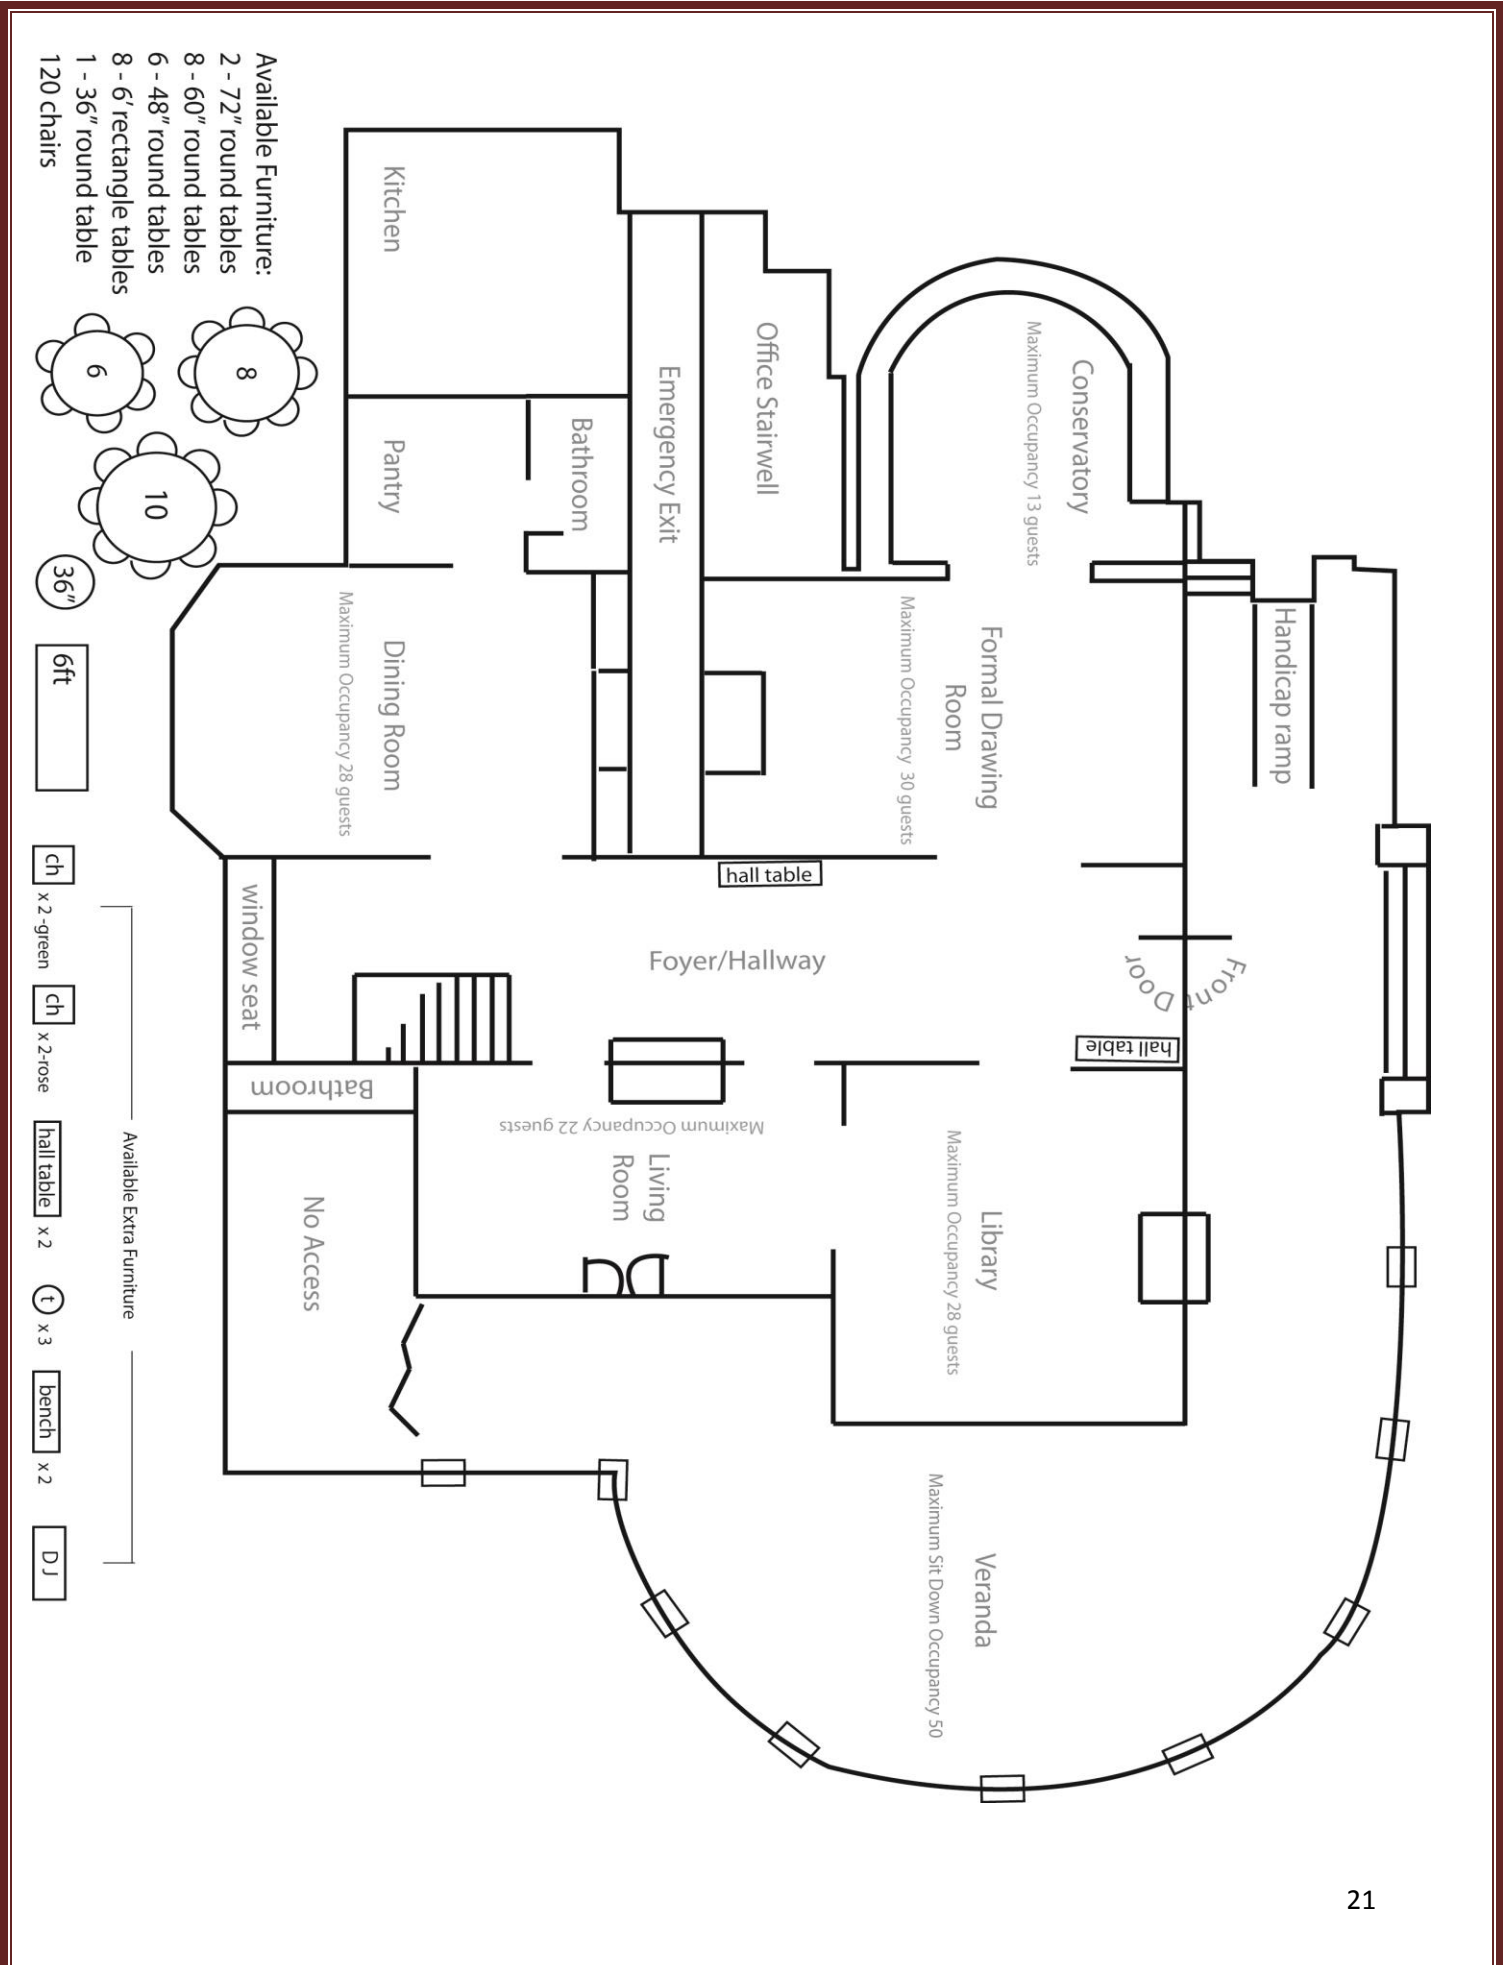 Available Furniture:
2 - 72” round tables
8 - 60” round tables
6 - 48” round tables
8 - 6’ rectangle tables
1 - 36” round table
120 chairs
8
6
10
36”
6ft
ch
x 2 -green
ch
x 2-rose
hall table
x 2
t
x 3
bench
x 2
D J
Available Extra Furniture
Kitchen
Pantry
Bathroom
Emergency Exit
Office Stairwell
Conservatory
Maximum Occupancy 13 guests
Handicap ramp
Formal Drawing
Room
Maximum Occupancy 30 guests
Dining Room
Maximum Occupancy 28 guests
hall table
Foyer/Hallway
Front Door
hall table
window seat
Bathroom
No Access
Maximum Occupancy 22 guests
Living
Room
Library
Maximum Occupancy 28 guests
Veranda
Maximum Sit Down Occupancy 50
21